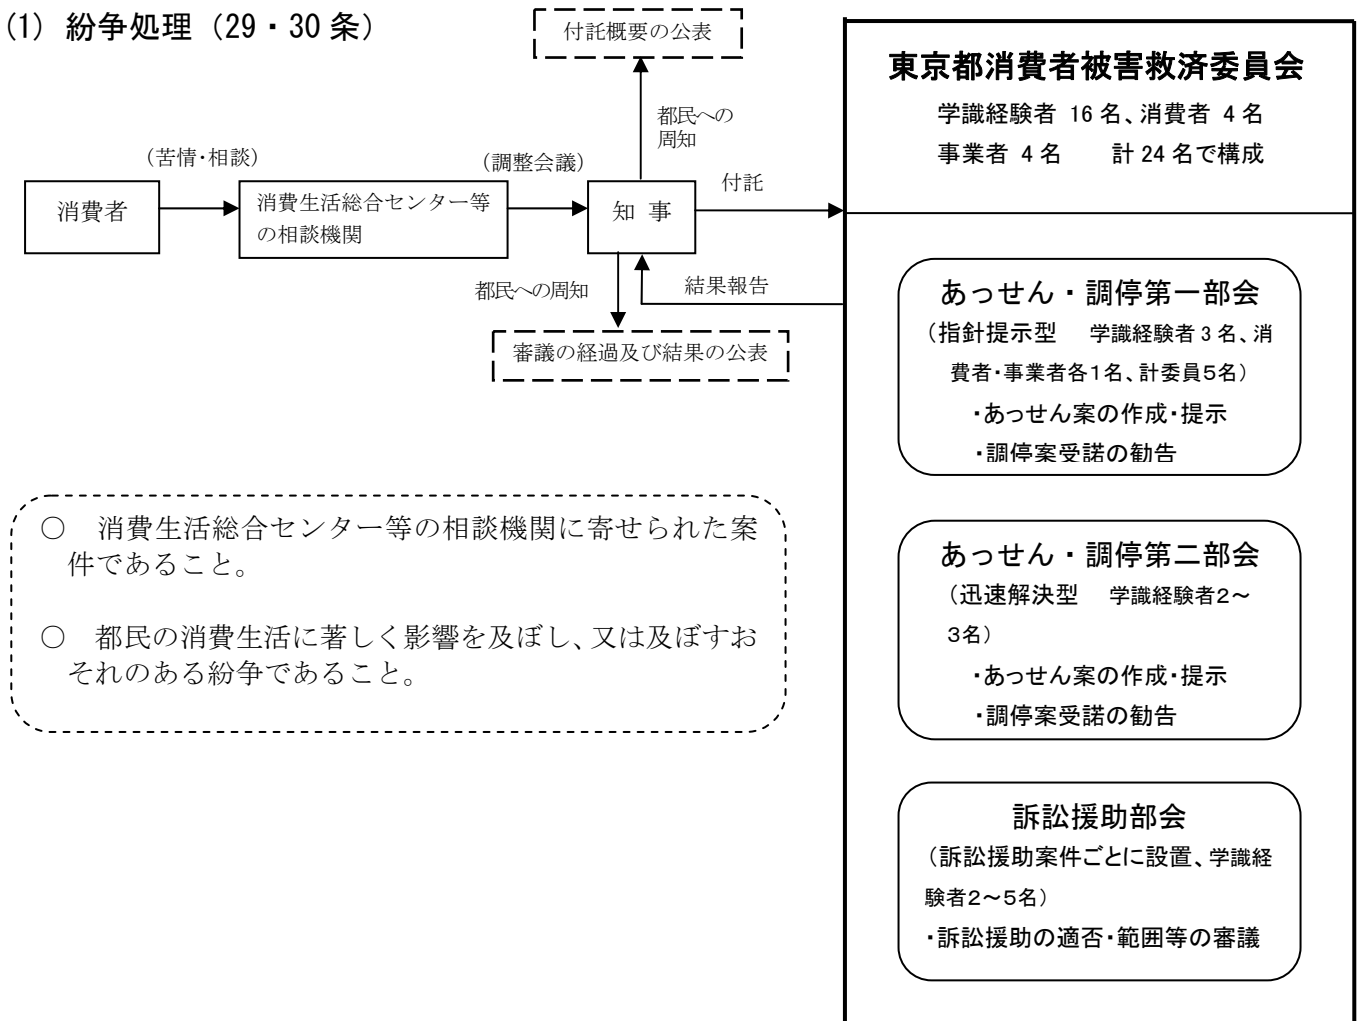 (1) 紛争処理（29・30条）
付託概要の公表
都民への
周知
（苦情・相談）
（調整会議）
付託
消費者
消費生活総合センター等
の相談機関
知 事
都民への周知
結果報告
審議の経過及び結果の公表
○ 消費生活総合センター等の相談機関に寄せられた案
件であること。
○ 都民の消費生活に著しく影響を及ぼし、又は及ぼすお
それのある紛争であること。
東京都消費者被害救済委員会
学識経験者 16名、消費者 4名
事業者 4名 計24名で構成
あっせん・調停第一部会
（指針提示型 学識経験者3名、消
費者・事業者各1名、計委員5名）
・あっせん案の作成・提示
・調停案受諾の勧告
あっせん・調停第二部会
（迅速解決型 学識経験者2～
3名）
・あっせん案の作成・提示
・調停案受諾の勧告
訴訟援助部会
（訴訟援助案件ごとに設置、学識経
験者2～5名）
・訴訟援助の適否・範囲等の審議